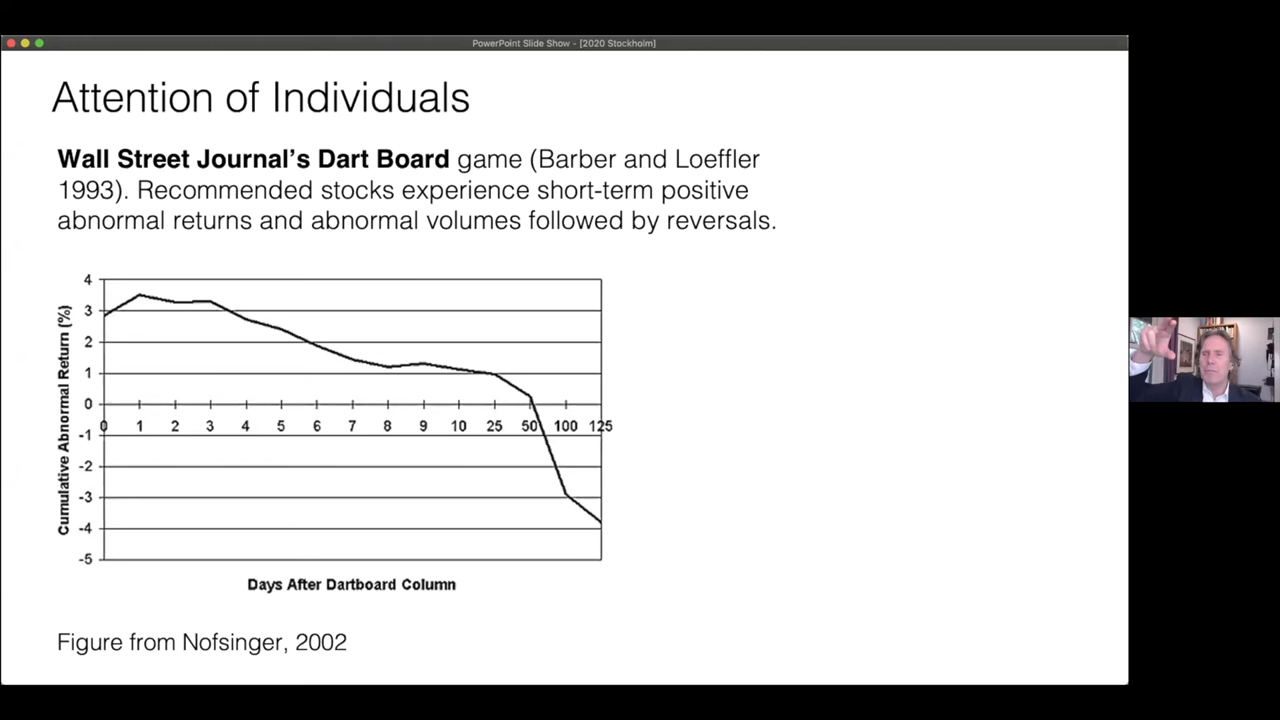 PowerPoint Slide Show - [2020 Stockholm]
Attention of Individuals
Wall Street Journal’s Dart Board game (Barber and Loeffler
1993). Recommended stocks experience short-term positive
abnormal returns and abnormal volumes followed by reversals.
4
3
2
1
0
-1
-2
-3
-4
-5
Cumulative Abnormal Return (%)
0 1 2 3 4 5 6 7 8 9 10 25 50 100 125
Days After Dartboard Column
Figure from Nofsinger, 2002